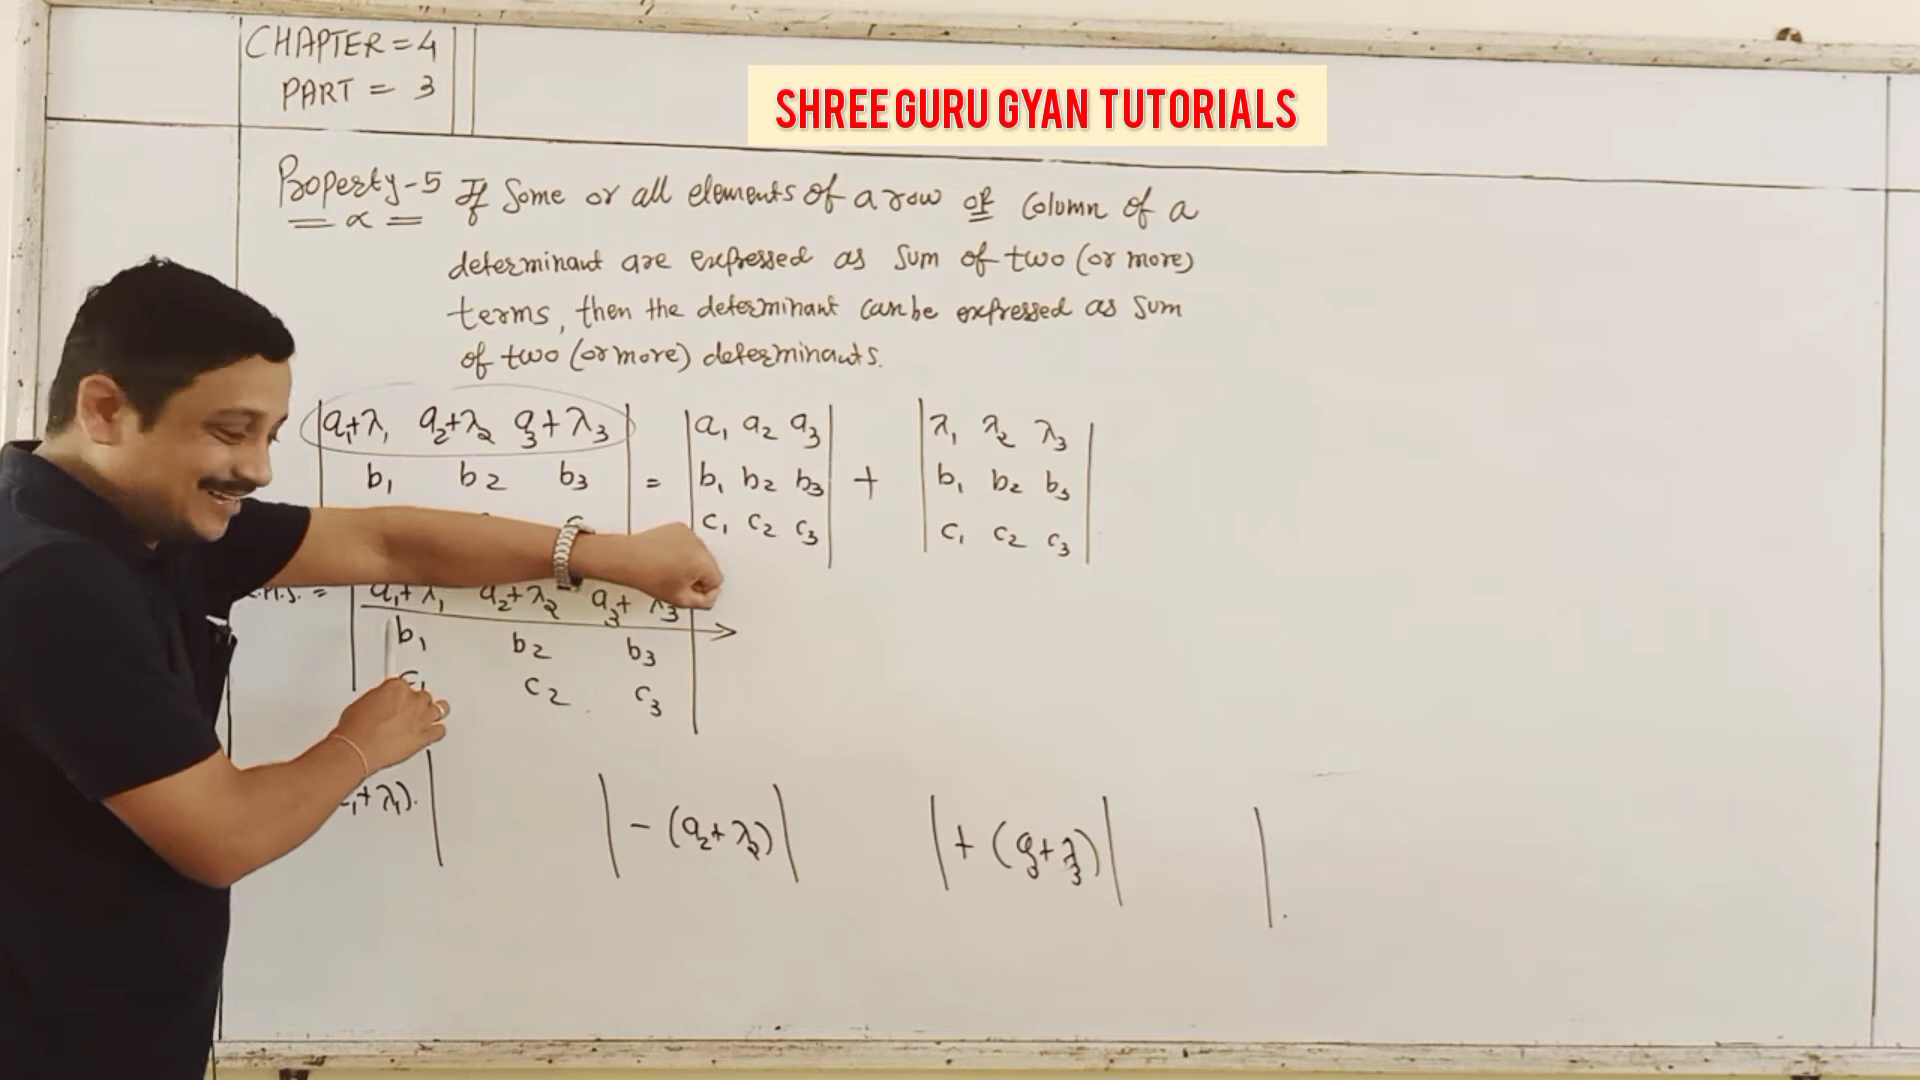 CHAPTER = 4
PART = 3
SHREE GURU GYAN TUTORIALS
Property-5 If Some or all elements of a row or Column of a
determinant are expressed as Sum of two (or more)
terms, then the determinant can be expressed as Sum
of two (or more) determinants.
|a₁+λ₁ a₂+λ₂ a₃+λ₃| |a₁ a₂ a₃| |λ₁ λ₂ λ₃|
|b₁ b₂ b₃| = |b₁ b₂ b₃| + |b₁ b₂ b₃|
|c₁ c₂ c₃| |c₁ c₂ c₃|
.H.S. = |a₁+λ₁ a₂+λ₂ a₃+λ₃|
|b₁ b₂ b₃|
|c₁ c₂ c₃|
+λ₁) | | - (a₂+λ₂) | | + (a₃+λ₃) | |